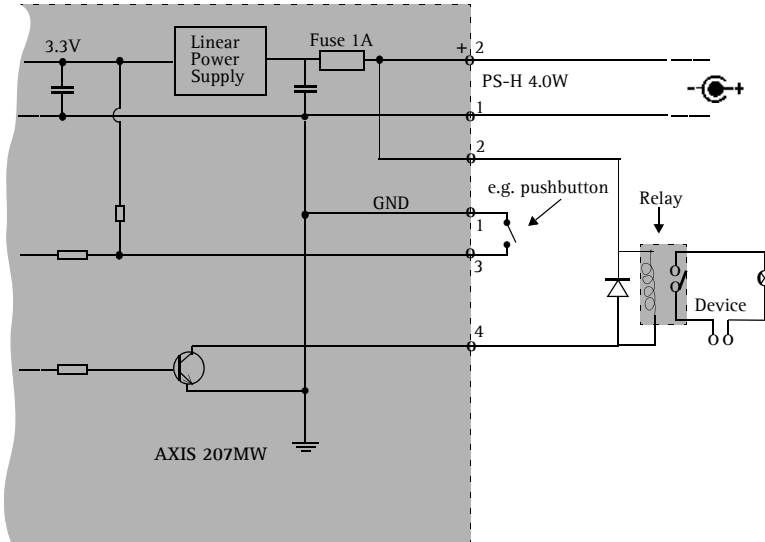 3.3V
Linear
Power
Supply
Fuse 1A
+ 2
PS-H 4.0W
- +
1
2
e.g. pushbutton
GND
1
Relay
3
Device
4
AXIS 207MW